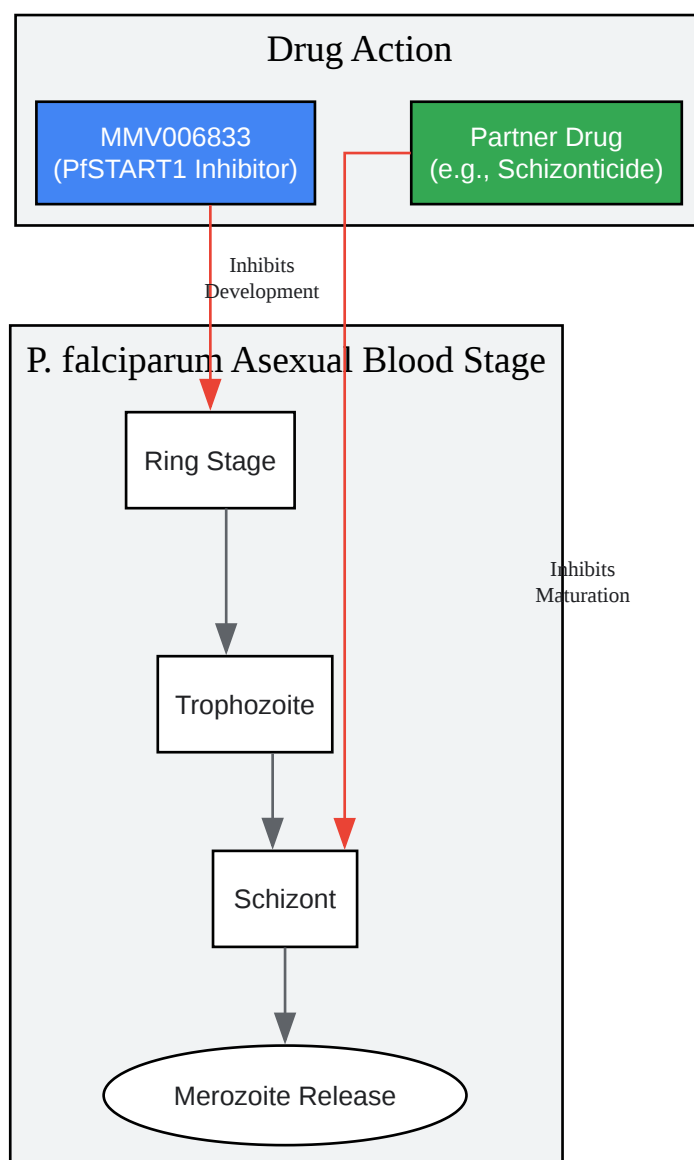 Drug Action
MMV006833
(PfSTART1 Inhibitor)
Partner Drug
(e.g., Schizonticide)
Inhibits
Development
P. falciparum Asexual Blood Stage
Ring Stage
Inhibits
Maturation
Trophozoite
Schizont
Merozoite Release